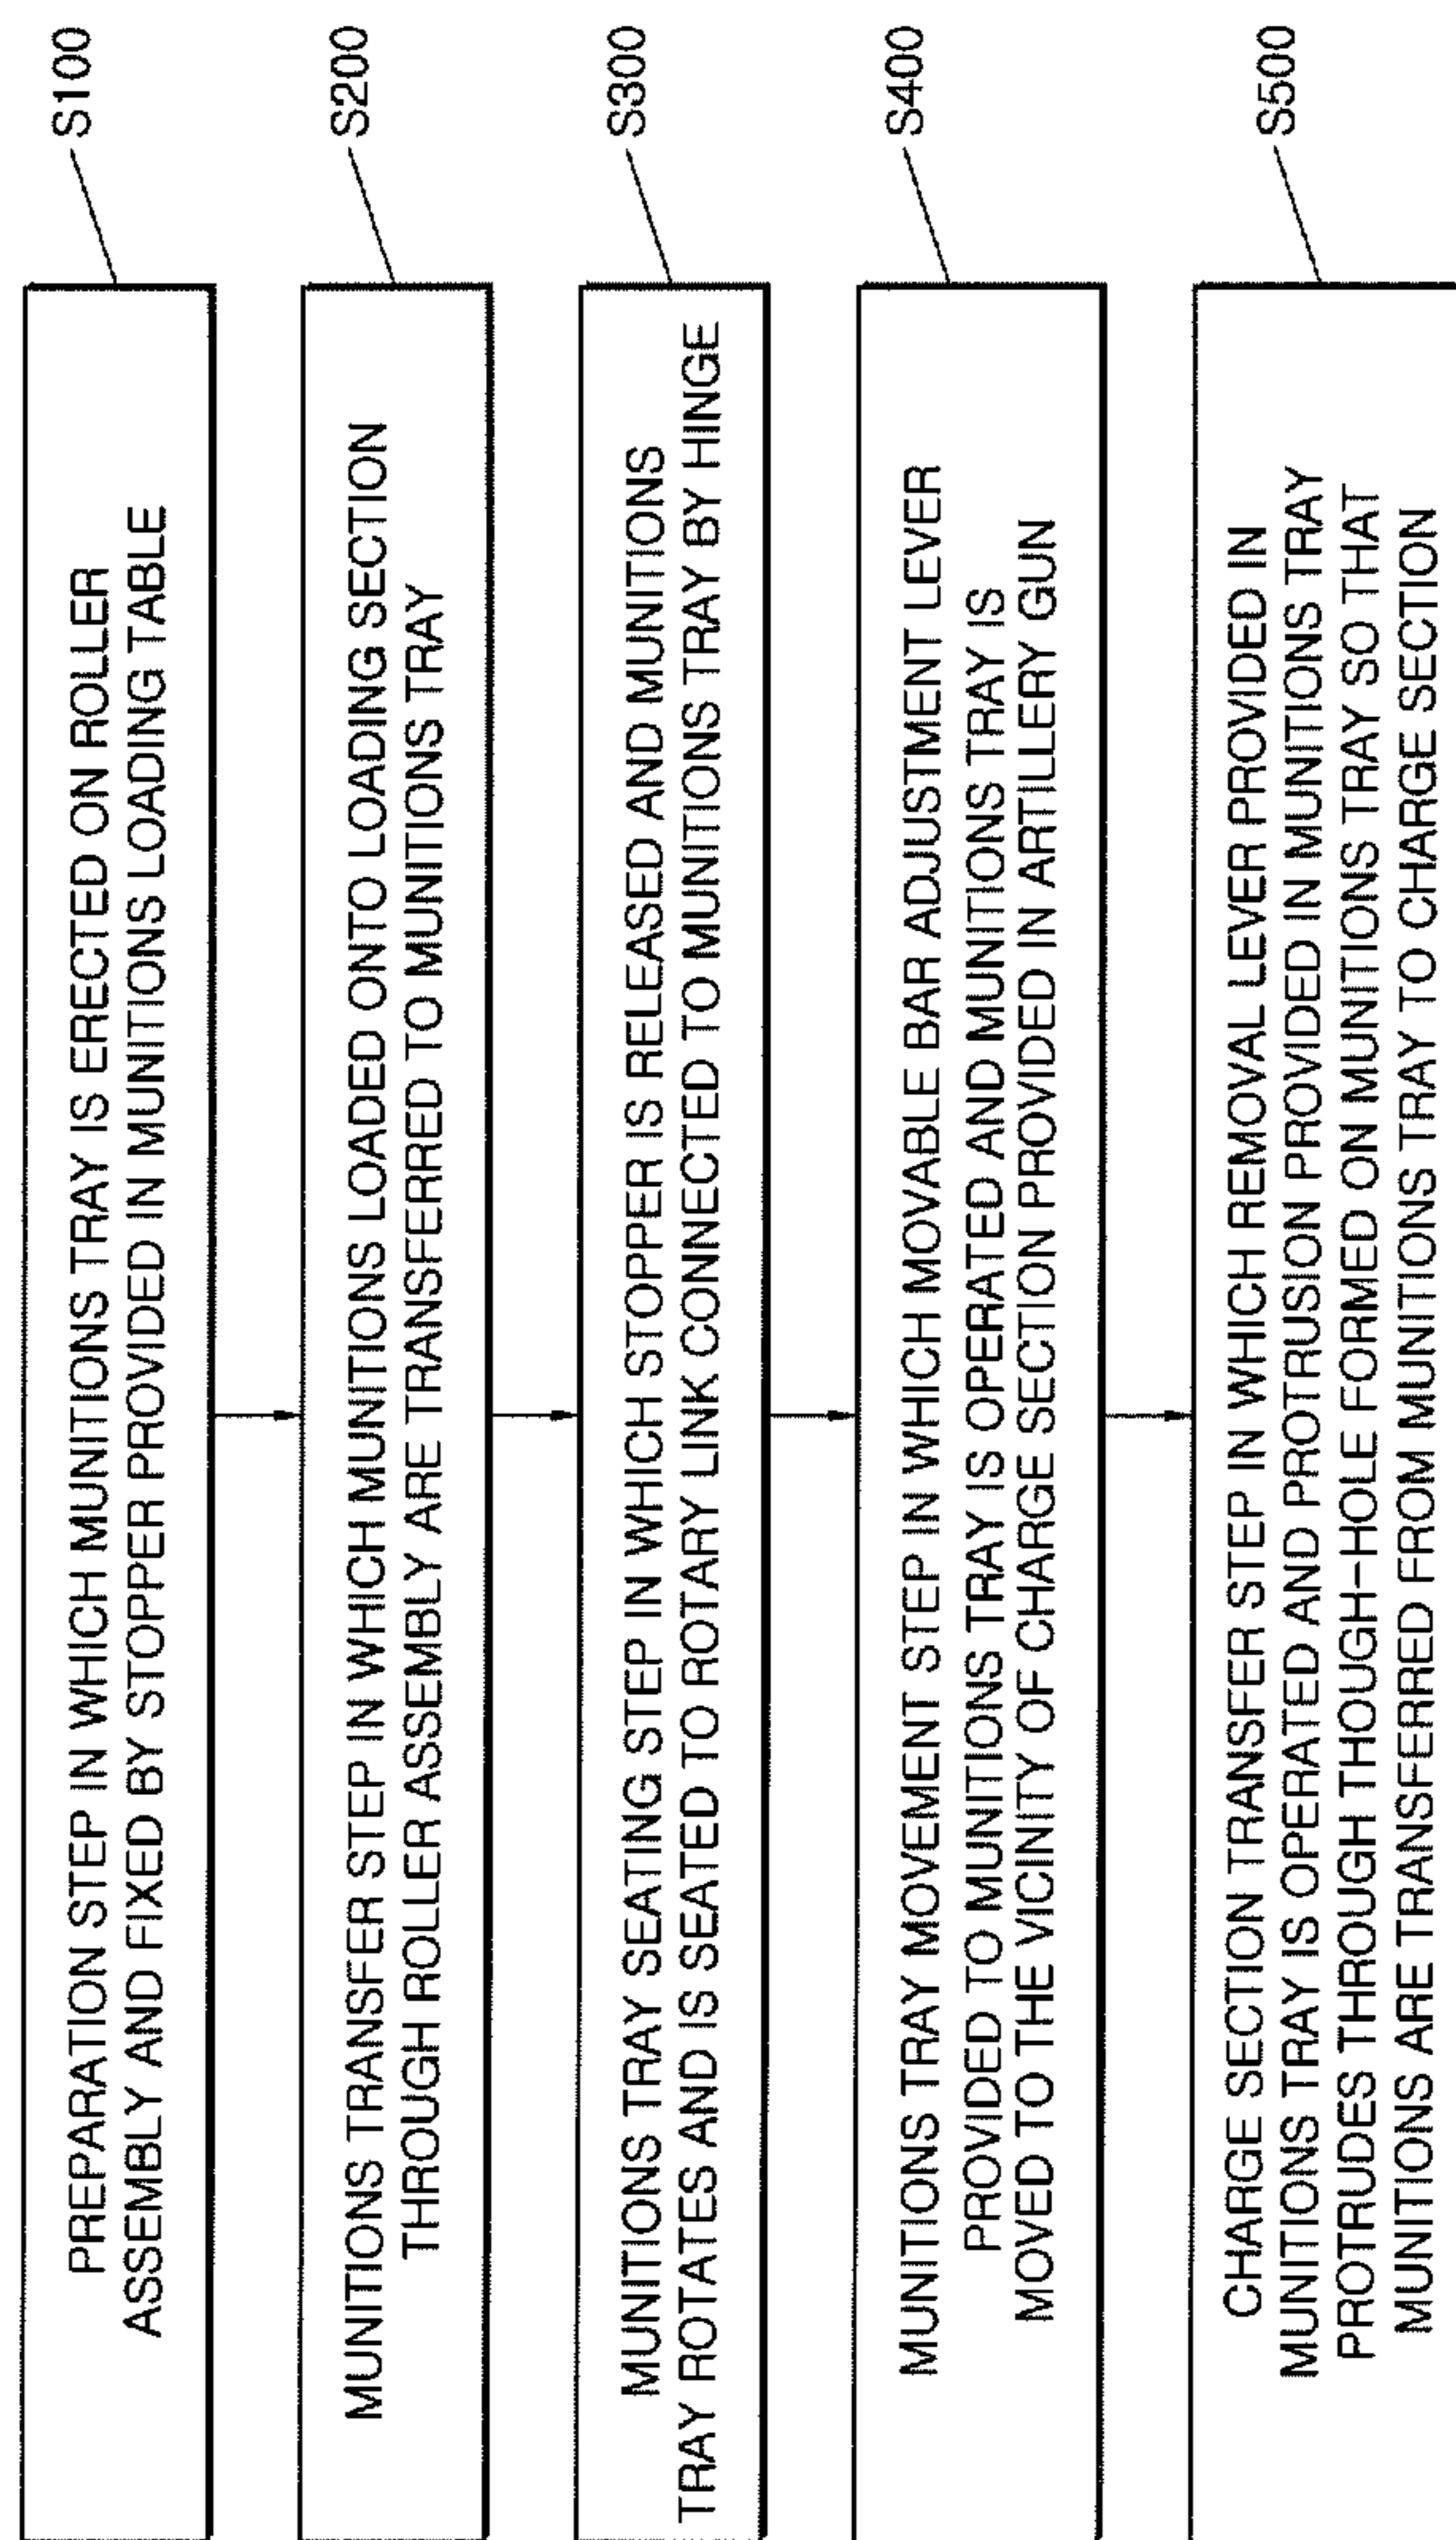 PREPARATION STEP IN WHICH MUNITIONS TRAY IS ERECTED ON ROLLER
ASSEMBLY AND FIXED BY STOPPER PROVIDED IN MUNITIONS LOADING TABLE
S100
MUNITIONS TRANSFER STEP IN WHICH MUNITIONS LOADED ONTO LOADING SECTION
THROUGH ROLLER ASSEMBLY ARE TRANSFERRED TO MUNITIONS TRAY
S200
MUNITIONS TRAY SEATING STEP IN WHICH STOPPER IS RELEASED AND MUNITIONS
TRAY ROTATES AND IS SEATED TO ROTARY LINK CONNECTED TO MUNITIONS TRAY BY HINGE
S300
MUNITIONS TRAY MOVEMENT STEP IN WHICH MOVABLE BAR ADJUSTMENT LEVER
PROVIDED TO MUNITIONS TRAY IS OPERATED AND MUNITIONS TRAY IS
MOVED TO THE VICINITY OF CHARGE SECTION PROVIDED IN ARTILLERY GUN
S400
CHARGE SECTION TRANSFER STEP IN WHICH REMOVAL LEVER PROVIDED IN
MUNITIONS TRAY IS OPERATED AND PROTRUSION PROVIDED IN MUNITIONS TRAY
PROTRUDES THROUGH THOUGH-HOLE FORMED ON MUNITIONS TRAY SO THAT
MUNITIONS ARE TRANSFERRED FROM MUNITIONS TRAY TO CHARGE SECTION
S500